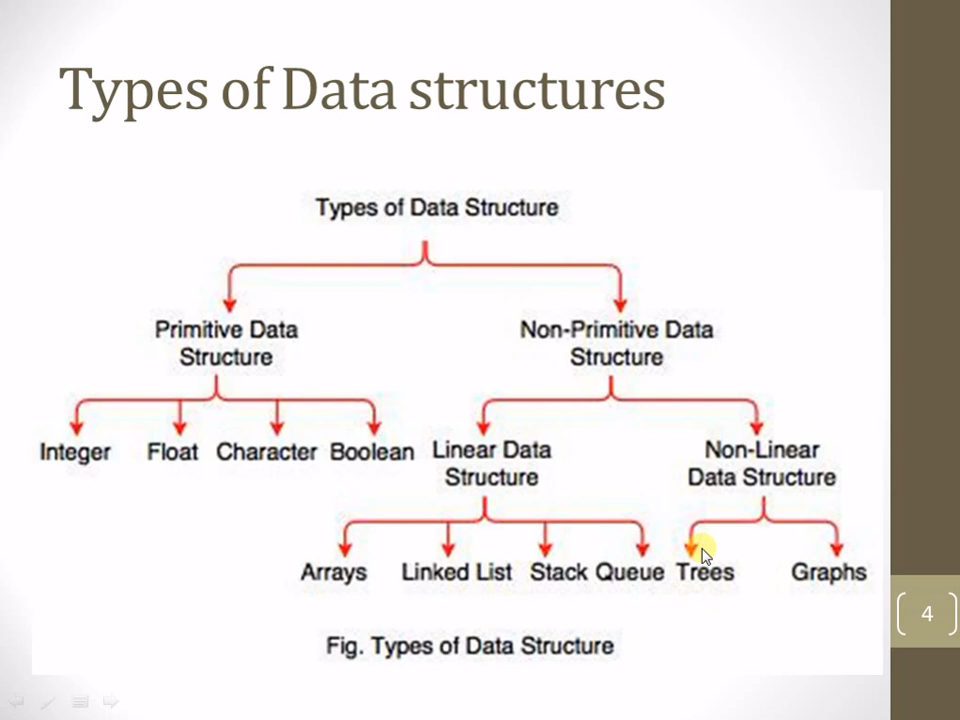 Types of Data structures
Types of Data Structure
Primitive Data
Structure
Non-Primitive Data
Structure
Integer Float Character Boolean
Linear Data
Structure
Non-Linear
Data Structure
Arrays Linked List Stack Queue Trees Graphs
Fig. Types of Data Structure
4